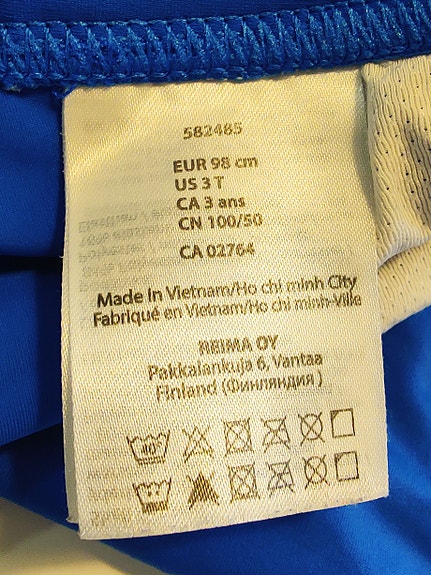 582485
EUR 98 cm
US 3 T
CA 3 ans
CN 100/50
CA 02764
Made in Vietnam/Ho chi minh City
Fabriqué en Vietnam/Ho chi minh-Ville
REIMA OY
Pakkalankuja 6, Vantaa
Finland (Финляндия)
40